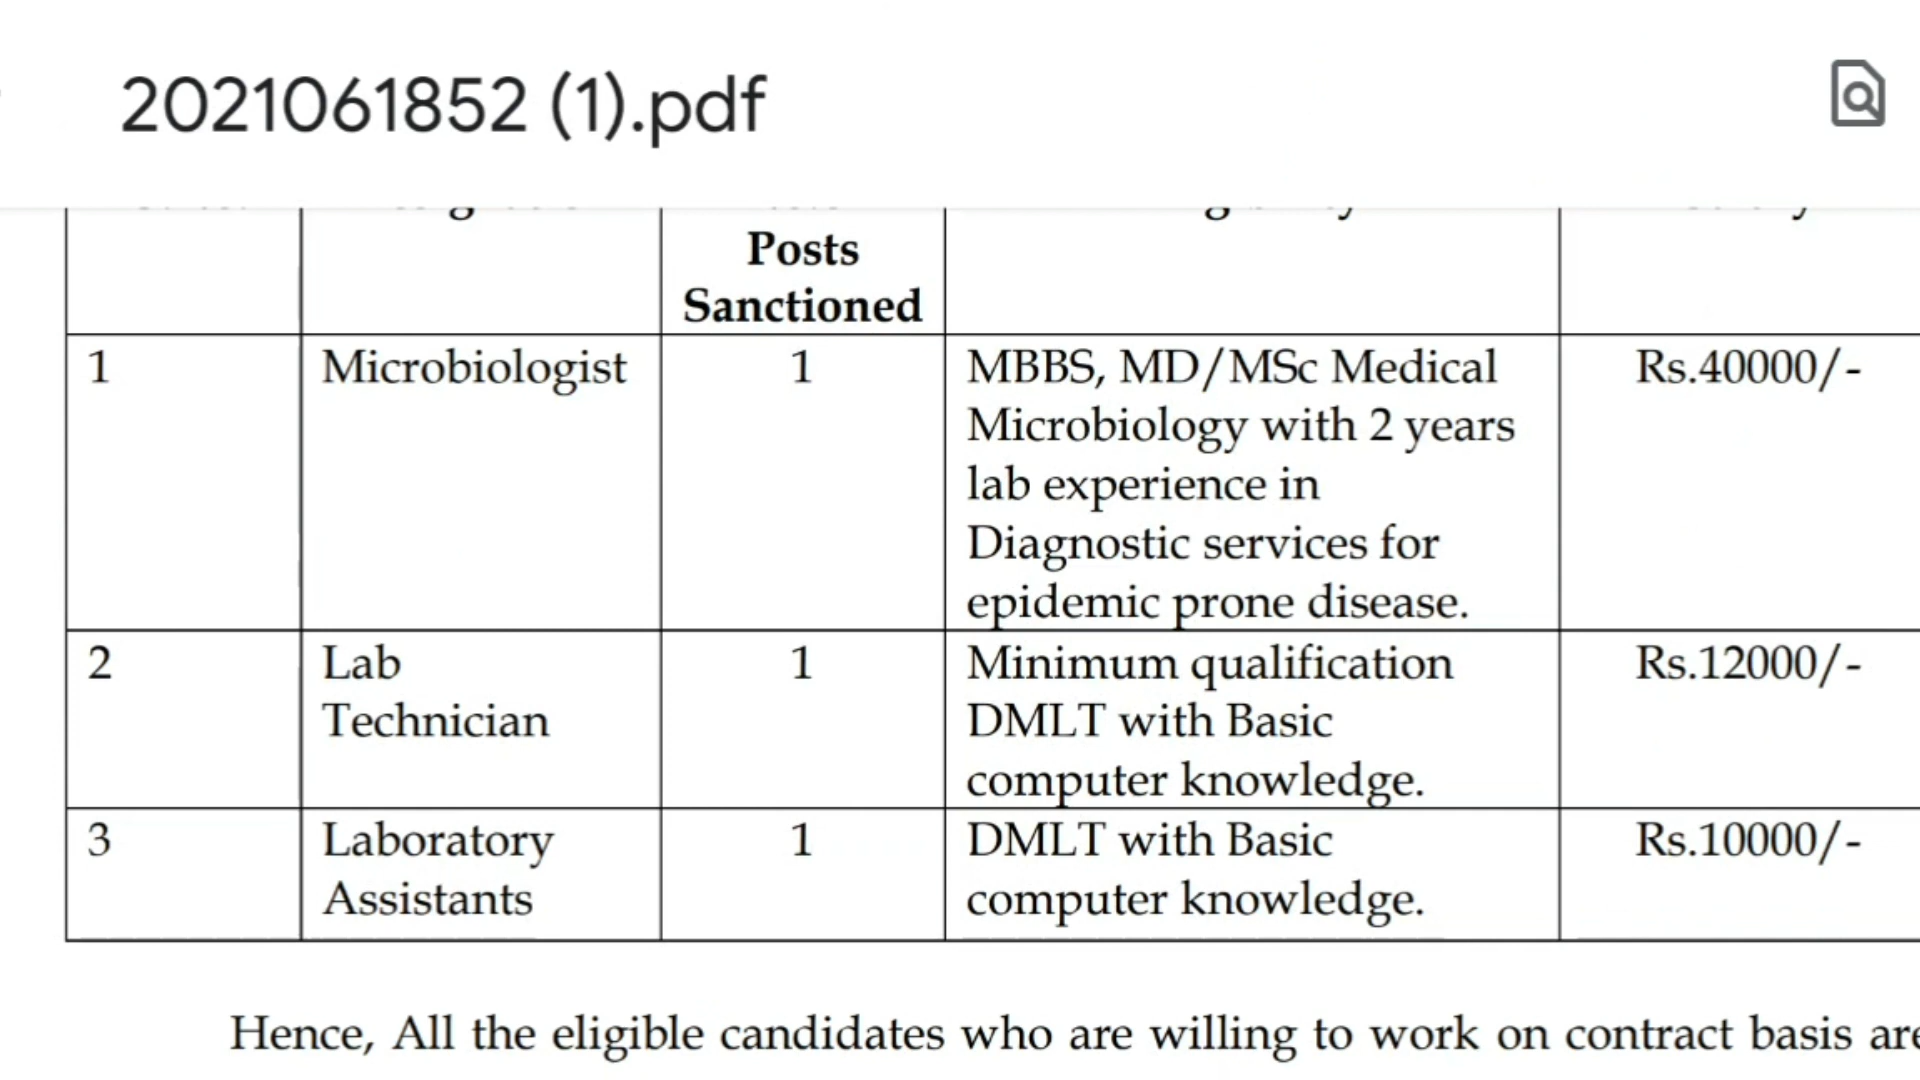 2021061852 (1).pdf
Posts
Sanctioned
1 Microbiologist 1 MBBS, MD/MSc Medical Rs.40000/-
Microbiology with 2 years
lab experience in
Diagnostic services for
epidemic prone disease.
2 Lab 1 Minimum qualification Rs.12000/-
Technician DMLT with Basic
computer knowledge.
3 Laboratory 1 DMLT with Basic Rs.10000/-
Assistants computer knowledge.
Hence, All the eligible candidates who are willing to work on contract basis are